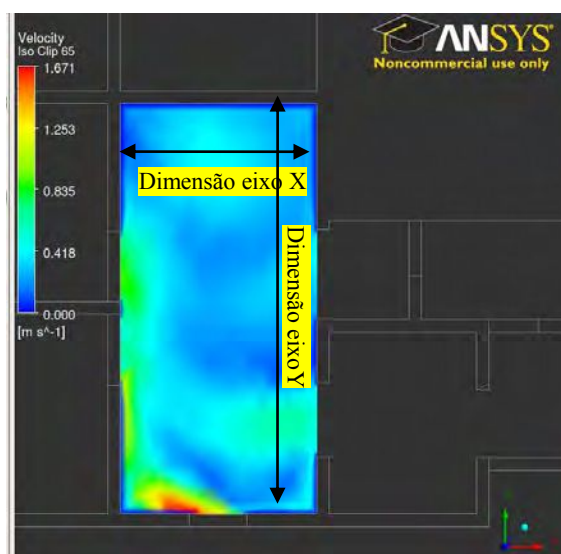 Velocity
Iso Clip 65
1.671
1.253
0.835
0.418
0.000
[m s^-1]
ANSYS
Noncommercial use only
Dimensão eixo X
Dimensão eixo Y